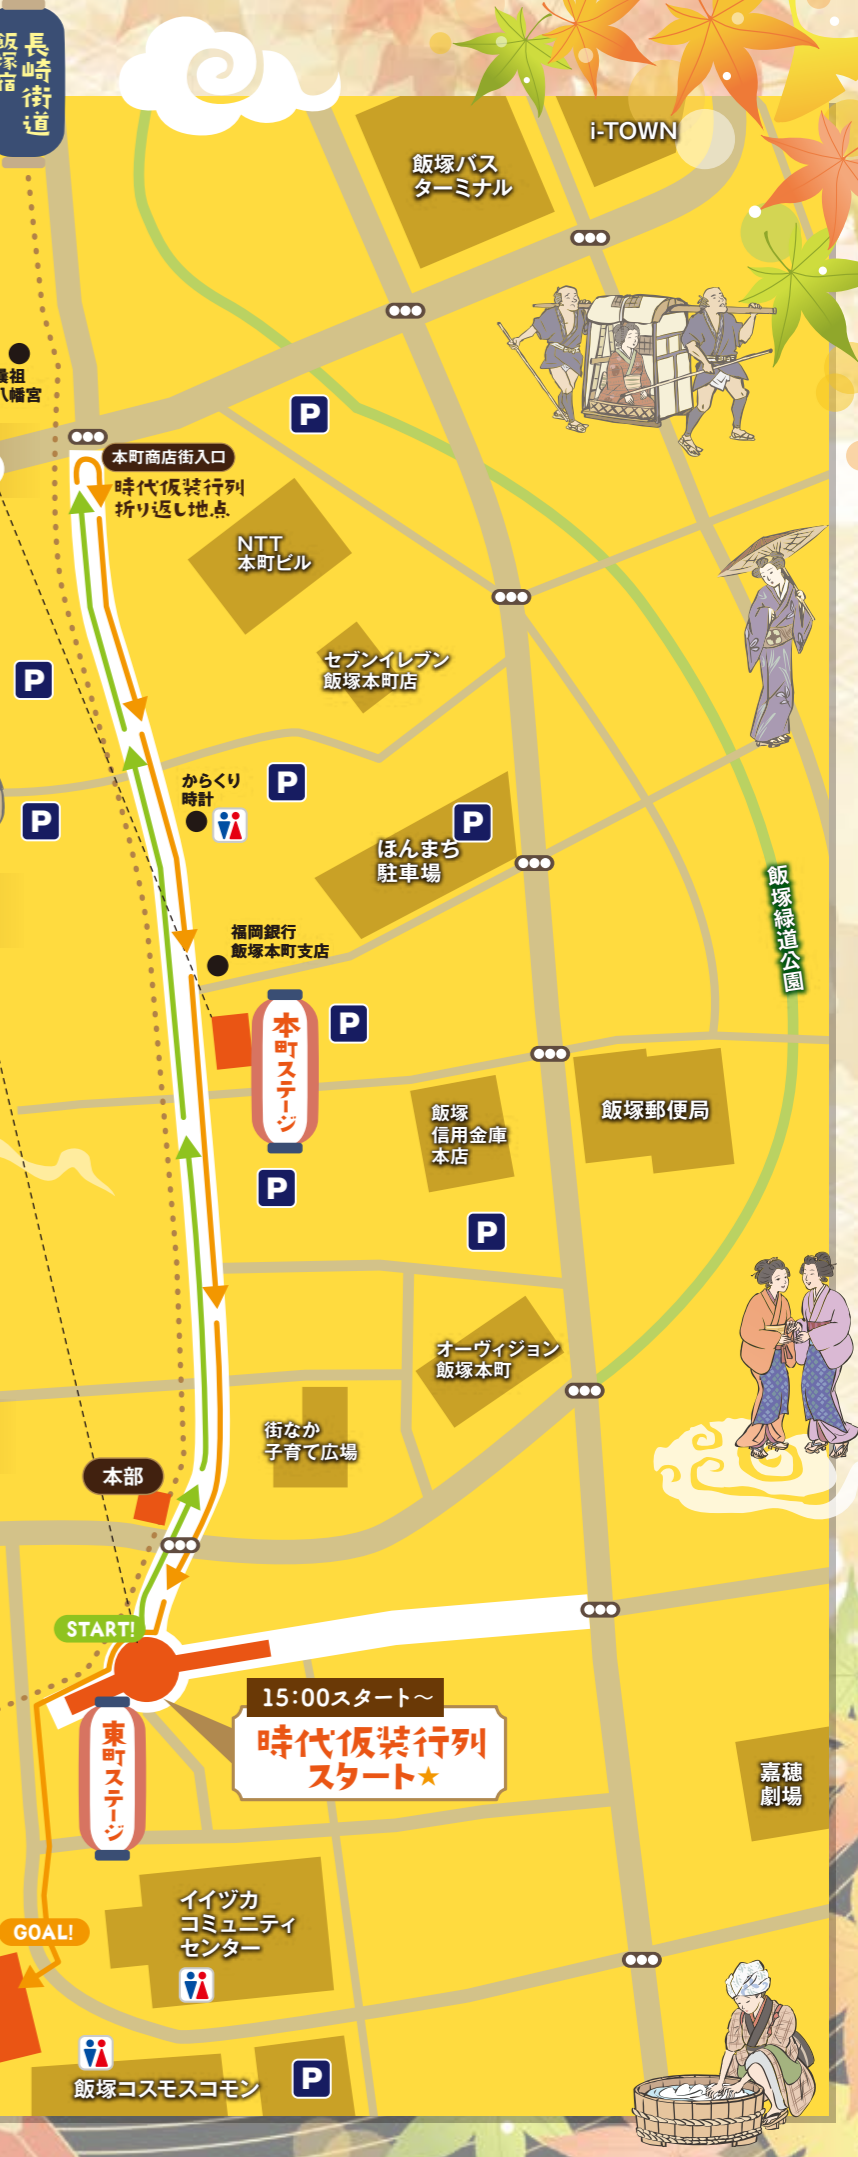 長崎街道
飯塚宿
飯塚バス
ターミナル
i-TOWN
八幡宮
本町商店街入口
時代仮装行列
折り返し地点
P
NTT
本町ビル
セブンイレブン
飯塚本町店
P
からくり
時計
P
P
P
ほんまち
駐車場
飯塚緑道公園
福岡銀行
飯塚本町支店
本町ステージ
P
飯塚
信用金庫
本店
飯塚郵便局
P
P
オーヴィジョン
飯塚本町
街なか
子育て広場
本部
START!
15:00スタート～
時代仮装行列
スタート★
東町ステージ
嘉穂
劇場
イイヅカ
コミュニティ
センター
GOAL!
飯塚コスモスコモン
P